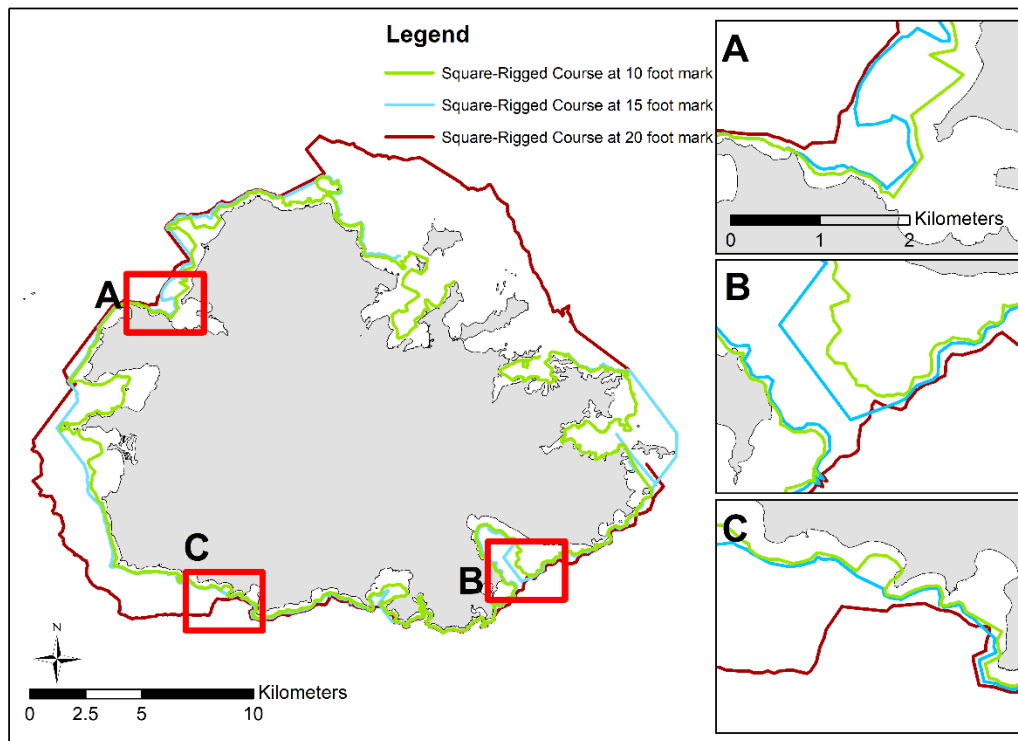 Legend
Square-Rigged Course at 10 foot mark
Square-Rigged Course at 15 foot mark
Square-Rigged Course at 20 foot mark
A
B
C
N
Kilometers
0 2.5 5 10
A
Kilometers
0 1 2
B
C